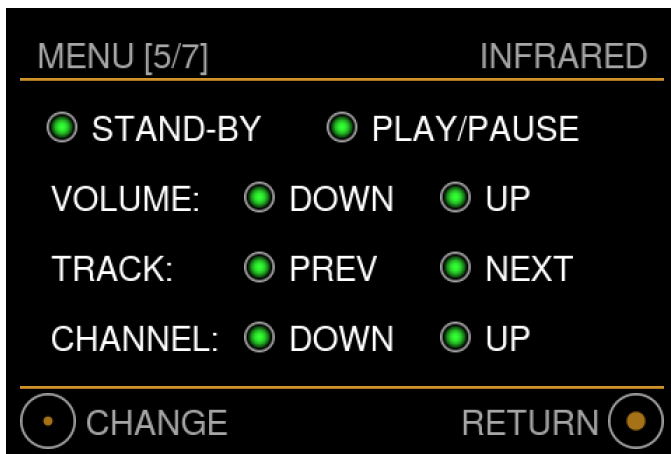 MENU [5/7] INFRARED
STAND-BY PLAY/PAUSE
VOLUME: DOWN UP
TRACK: PREV NEXT
CHANNEL: DOWN UP
CHANGE RETURN